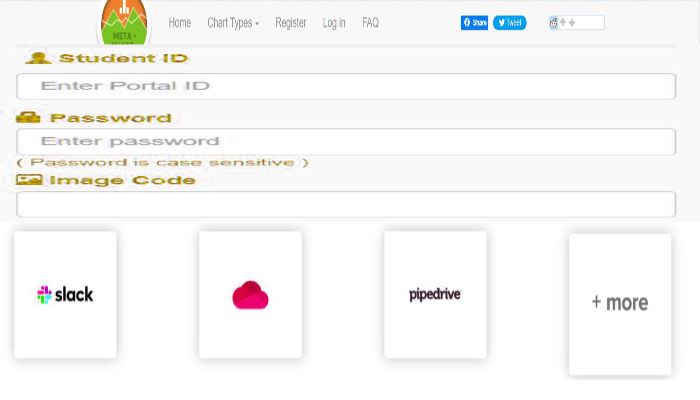 META -
Home Chart Types Register Log in FAQ Share Tweet
Student ID
Enter Portal ID
Password
Enter password
( Password is case sensitive )
Image Code
slack pipedrive + more